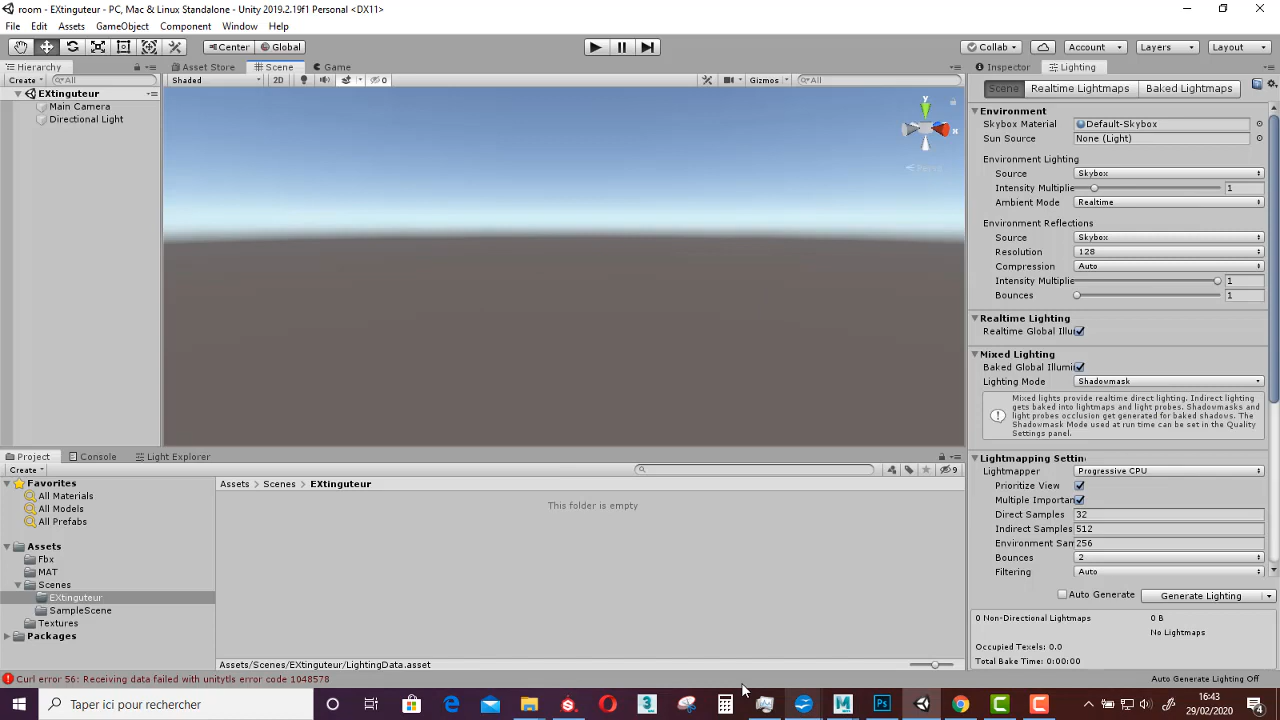 room - EXtinguteur - PC, Mac & Linux Standalone - Unity 2019.2.19f1 Personal <DX11>
File Edit Assets GameObject Component Window Help
Center Global Collab Account Layers Layout
Hierarchy Asset Store Scene Game Inspector Lighting
Create All Shaded 2D 0 Gizmos All
Scene Realtime Lightmaps Baked Lightmaps
EXtinguteur
Main Camera
Directional Light
y
x
Persp
Environment
Skybox Material Default-Skybox
Sun Source None (Light)
Environment Lighting
Source Skybox
Intensity Multiplie 1
Ambient Mode Realtime
Environment Reflections
Source Skybox
Resolution 128
Compression Auto
Intensity Multiplie 1
Bounces 1
Realtime Lighting
Realtime Global Illu
Mixed Lighting
Baked Global Illumi
Lighting Mode Shadowmask
Mixed lights provide realtime direct lighting. Indirect lighting
gets baked into lightmaps and light probes. Shadowmasks and
light probes occlusion get generated for baked shadows. The
Shadowmask Mode used at run time can be set in the Quality
Settings panel.
Lightmapping Settin
Lightmapper Progressive CPU
Prioritize View
Multiple Importan
Direct Samples 32
Indirect Samples 512
Environment Sam 256
Bounces 2
Filtering Auto
Auto Generate Generate Lighting
0 Non-Directional Lightmaps 0 B
No Lightmaps
Occupied Texels: 0.0
Total Bake Time: 0:00:00
Project Console Light Explorer
Create 9
Favorites
All Materials
All Models
All Prefabs
Assets
Fbx
MAT
Scenes
EXtinguteur
SampleScene
Textures
Packages
Assets > Scenes > EXtinguteur
This folder is empty
Assets/Scenes/EXtinguteur/LightingData.asset
Curl error 56: Receiving data failed with unitytls error code 1048578
Auto Generate Lighting Off
Taper ici pour rechercher
3
Ps
16:43
29/02/2020